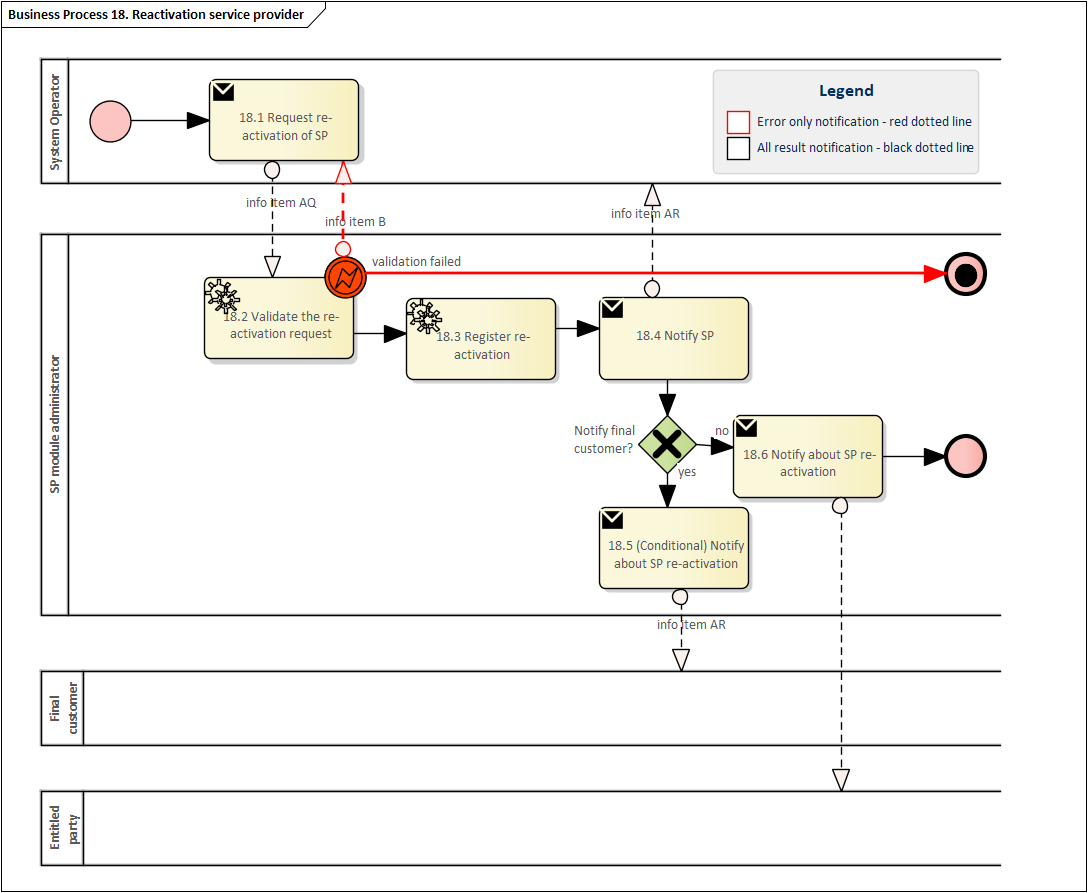 Business Process 18. Reactivation service provider
System Operator
18.1 Request re-
activation of SP
Legend
Error only notification - red dotted line
All result notification - black dotted line
info item AQ
info item B
info item AR
SP module administrator
validation failed
18.2 Validate the re-
activation request
18.3 Register re-
activation
18.4 Notify SP
Notify final
customer?
no
yes
18.6 Notify about SP re-
activation
18.5 (Conditional) Notify
about SP re-activation
info item AR
Final
customer
Entitled
party